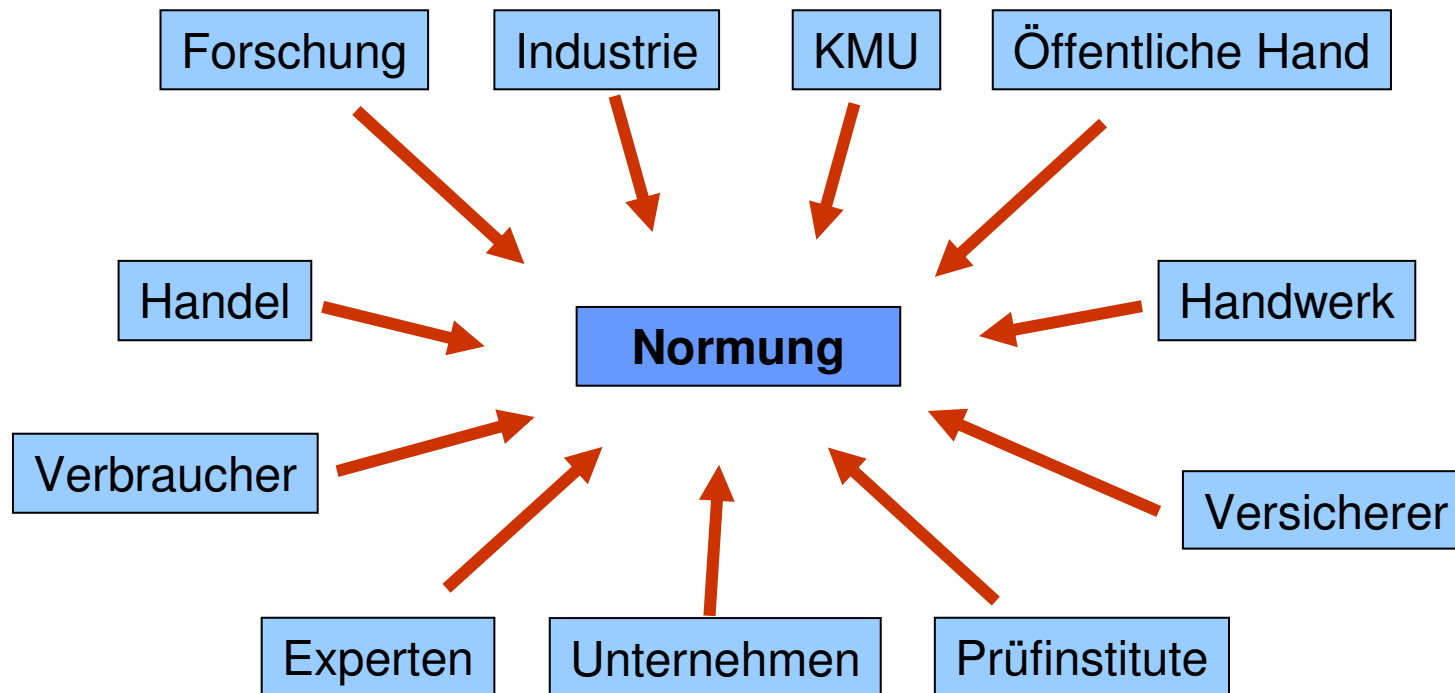 Forschung
Industrie
KMU
Öffentliche Hand
Handel
Handwerk
Normung
Verbraucher
Versicherer
Experten
Unternehmen
Prüfinstitute